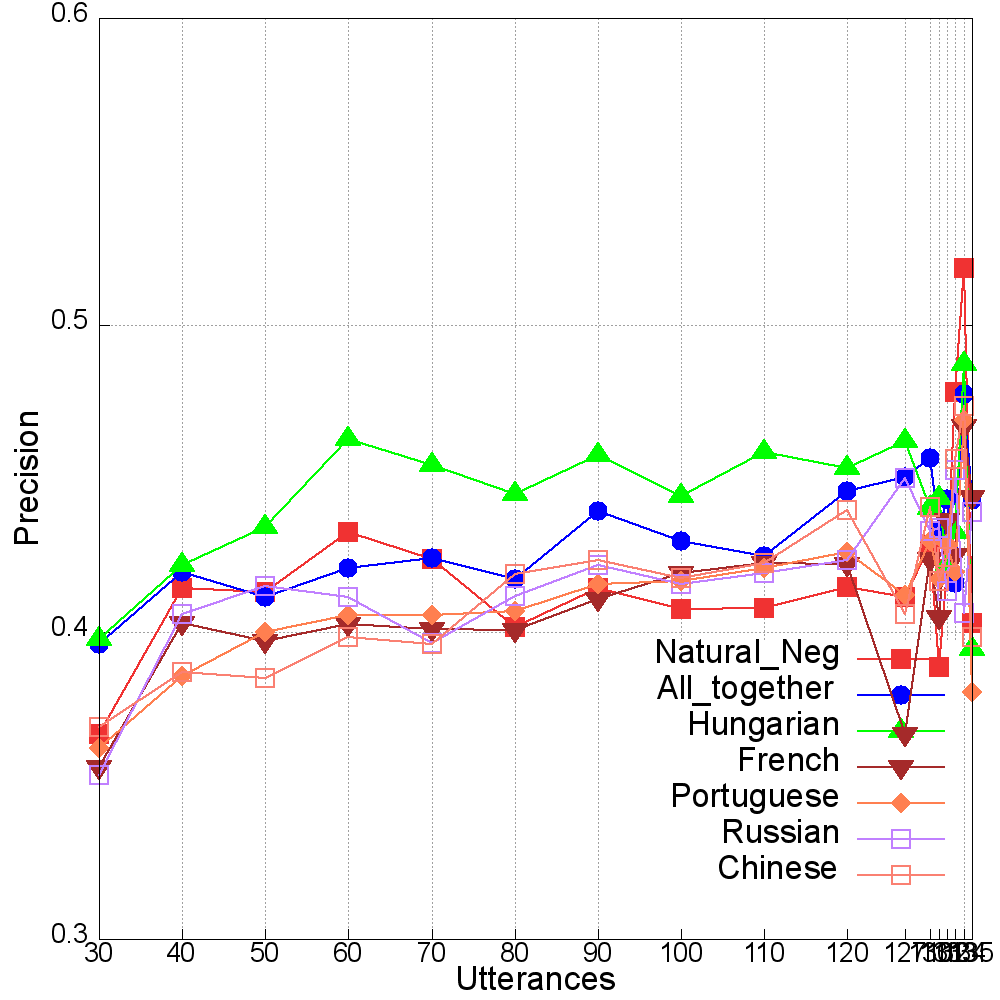 0.6
0.5
0.4
0.3
Precision
Natural_Neg
All_together
Hungarian
French
Portuguese
Russian
Chinese
30 40 50 60 70 80 90 100 110 120 127
Utterances